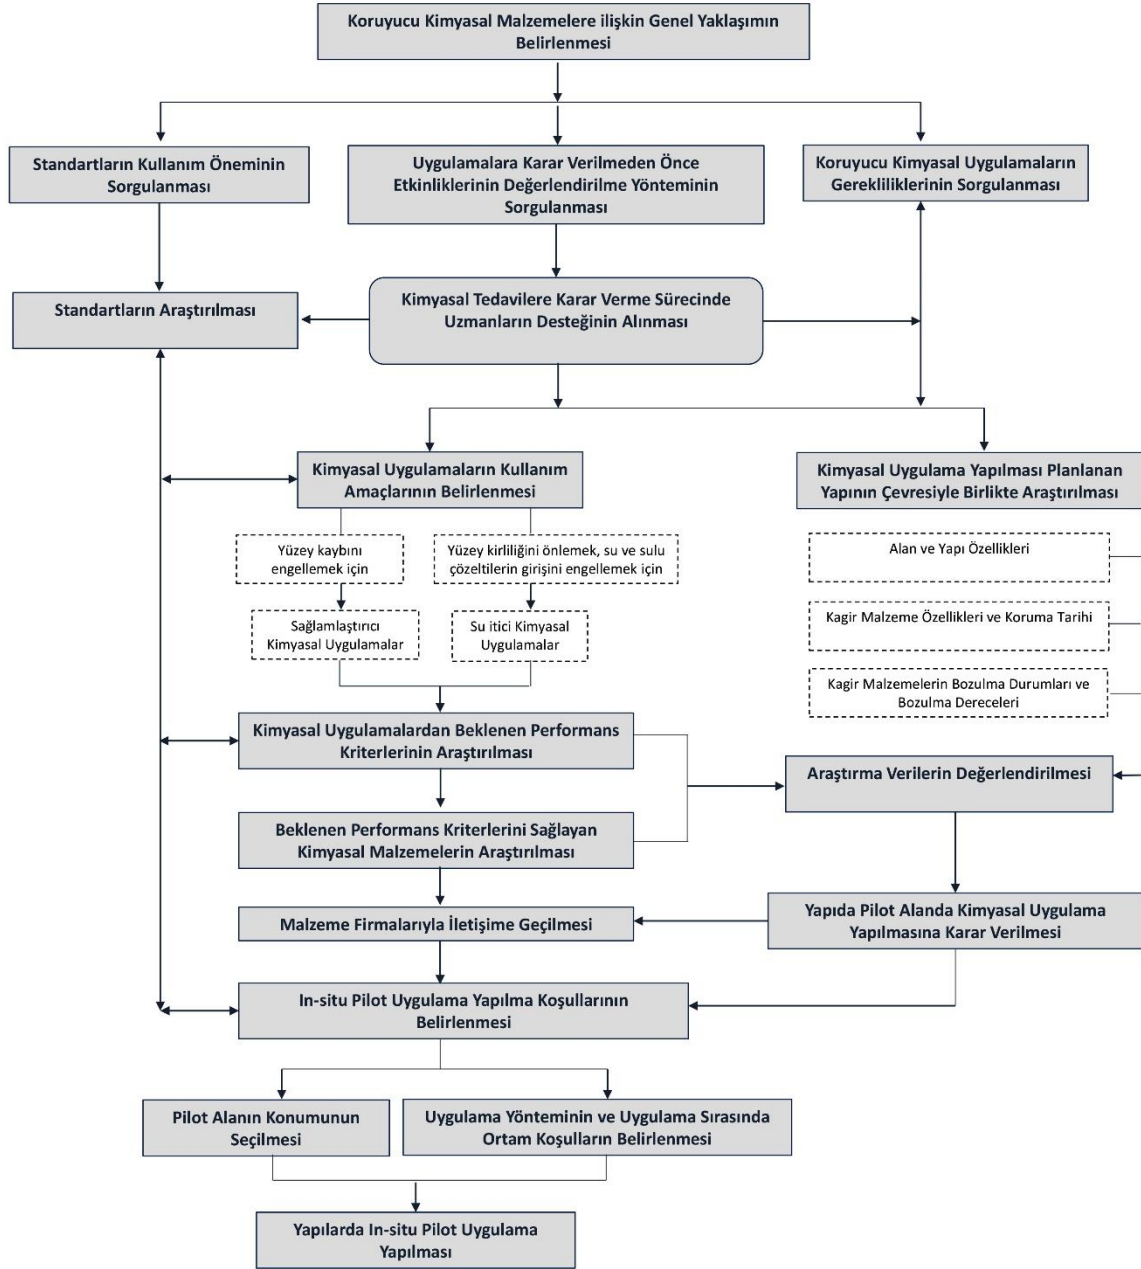 Koruyucu Kimyasal Malzemelere ilişkin Genel Yaklaşımın
Belirlenmesi
Standartların Kullanım Öneminin
Sorgulanması
Uygulamalara Karar Verilmeden Önce
Etkinliklerinin Değerlendirilme Yönteminin
Sorgulanması
Koruyucu Kimyasal Uygulamaların
Gerekliliklerinin Sorgulanması
Standartların Araştırılması
Kimyasal Tedavilere Karar Verme Sürecinde
Uzmanların Desteğinin Alınması
Kimyasal Uygulamaların Kullanım
Amaçlarının Belirlenmesi
Kimyasal Uygulama Yapılması Planlanan
Yapının Çevresiyle Birlikte Araştırılması
Yüzey kaybını
engellemek için
Yüzey kirliliğini önlemek, su ve sulu
çözeltilerin girişini engellemek için
Alan ve Yapı Özellikleri
Sağlamlaştırıcı
Kimyasal Uygulamalar
Su itici Kimyasal
Uygulamalar
Kagir Malzeme Özellikleri ve Koruma Tarihi
Kagir Malzemelerin Bozulma Durumları ve
Bozulma Dereceleri
Kimyasal Uygulamalardan Beklenen Performans
Kriterlerinin Araştırılması
Araştırma Verilerin Değerlendirilmesi
Beklenen Performans Kriterlerini Sağlayan
Kimyasal Malzemelerin Araştırılması
Malzeme Firmalarıyla İletişime Geçilmesi
Yapıda Pilot Alanda Kimyasal Uygulama
Yapılmasına Karar Verilmesi
In-situ Pilot Uygulama Yapılma Koşullarının
Belirlenmesi
Pilot Alanın Konumunun
Seçilmesi
Uygulama Yönteminin ve Uygulama Sırasında
Ortam Koşulların Belirlenmesi
Yapılarda In-situ Pilot Uygulama
Yapılması